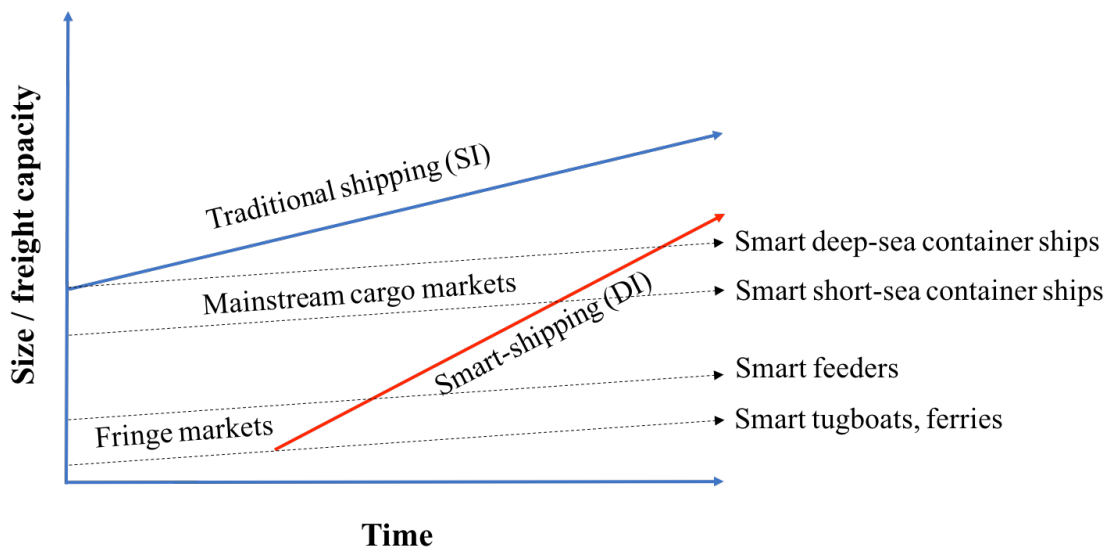 Size / freight capacity
Traditional shipping (SI)
Mainstream cargo markets
Smart-shipping (DI)
Fringe markets
Smart deep-sea container ships
Smart short-sea container ships
Smart feeders
Smart tugboats, ferries
Time